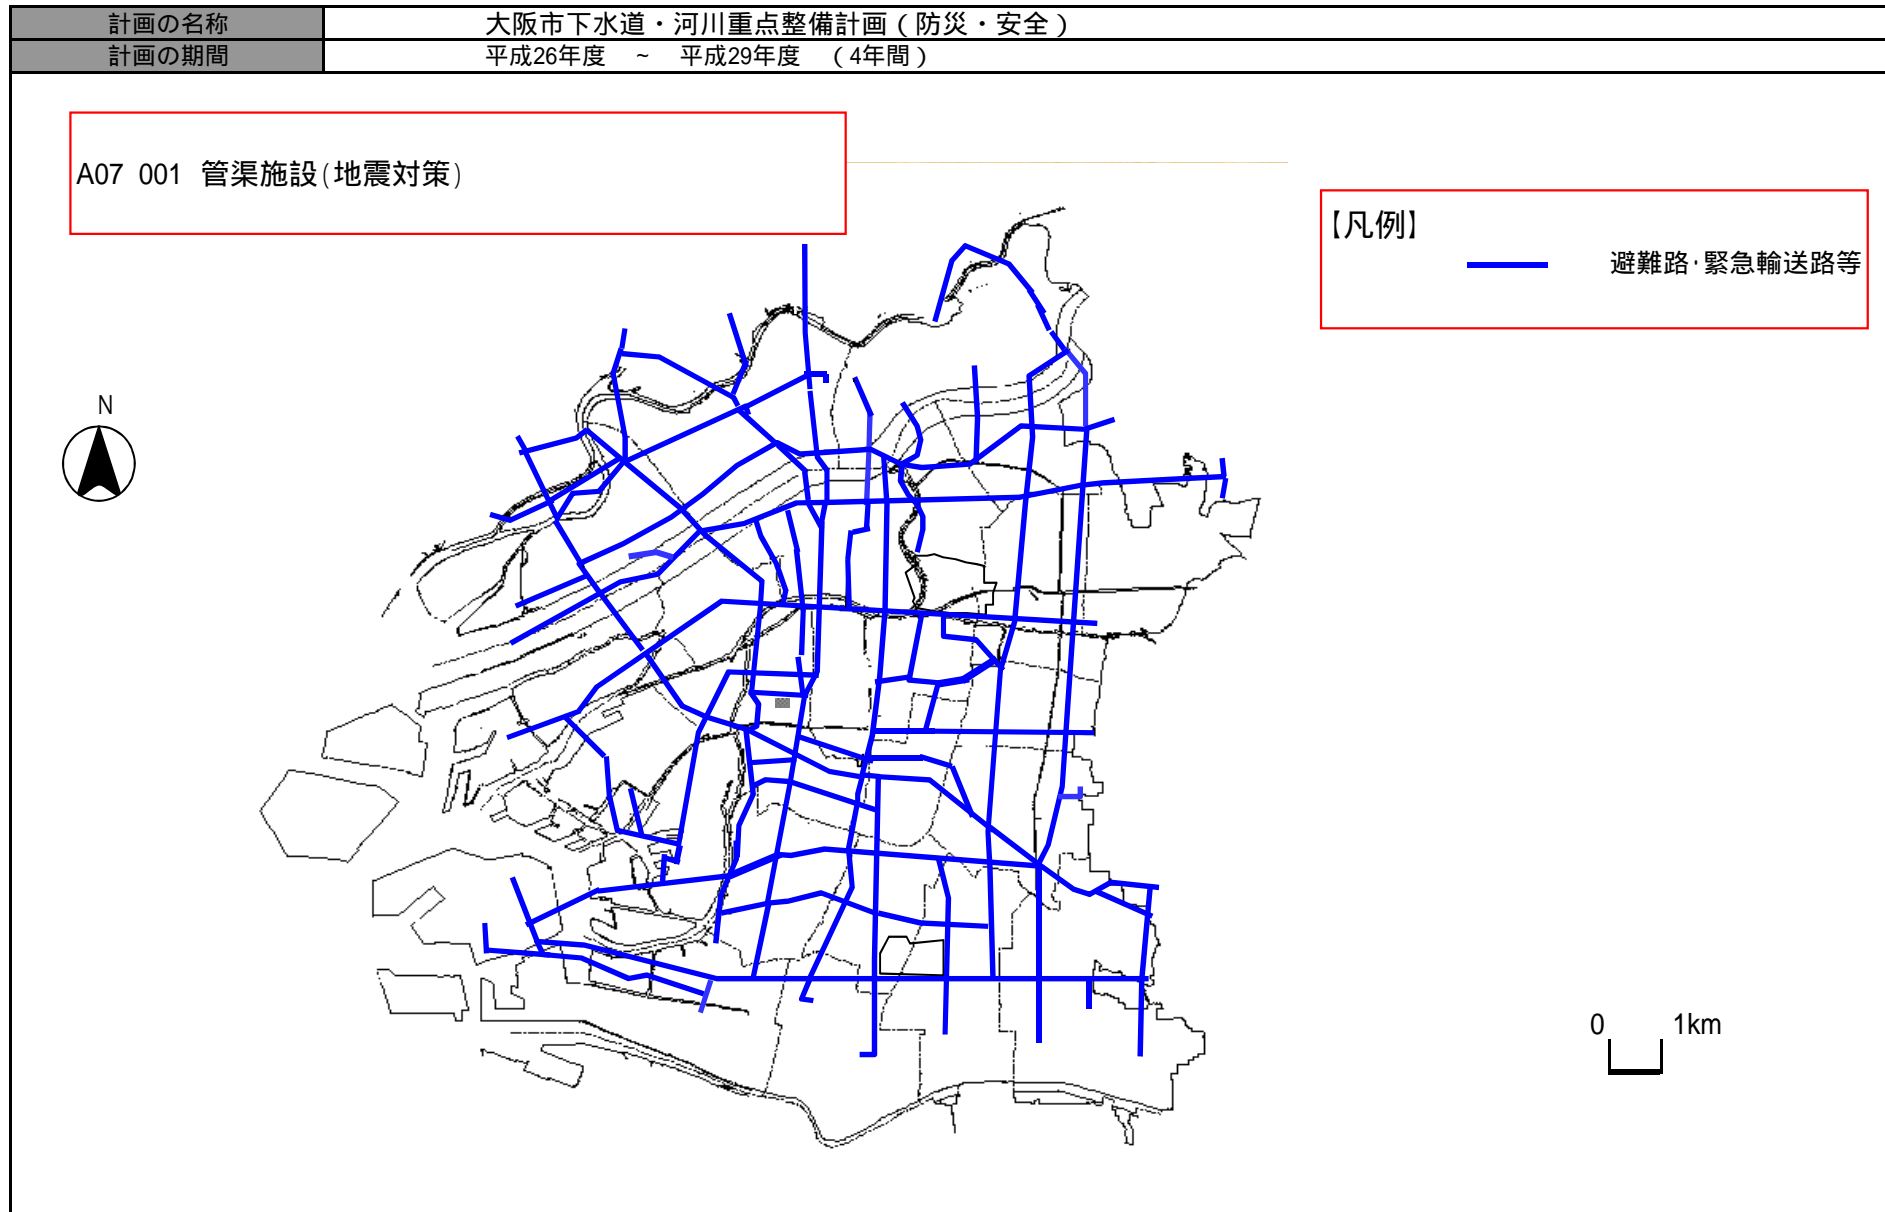 計画の名称 大阪市下水道・河川重点整備計画（防災・安全）
計画の期間 平成26年度 ~ 平成29年度 （4年間）
A07 001 管渠施設(地震対策)
【凡例】
避難路･緊急輸送路等
N
0 1km